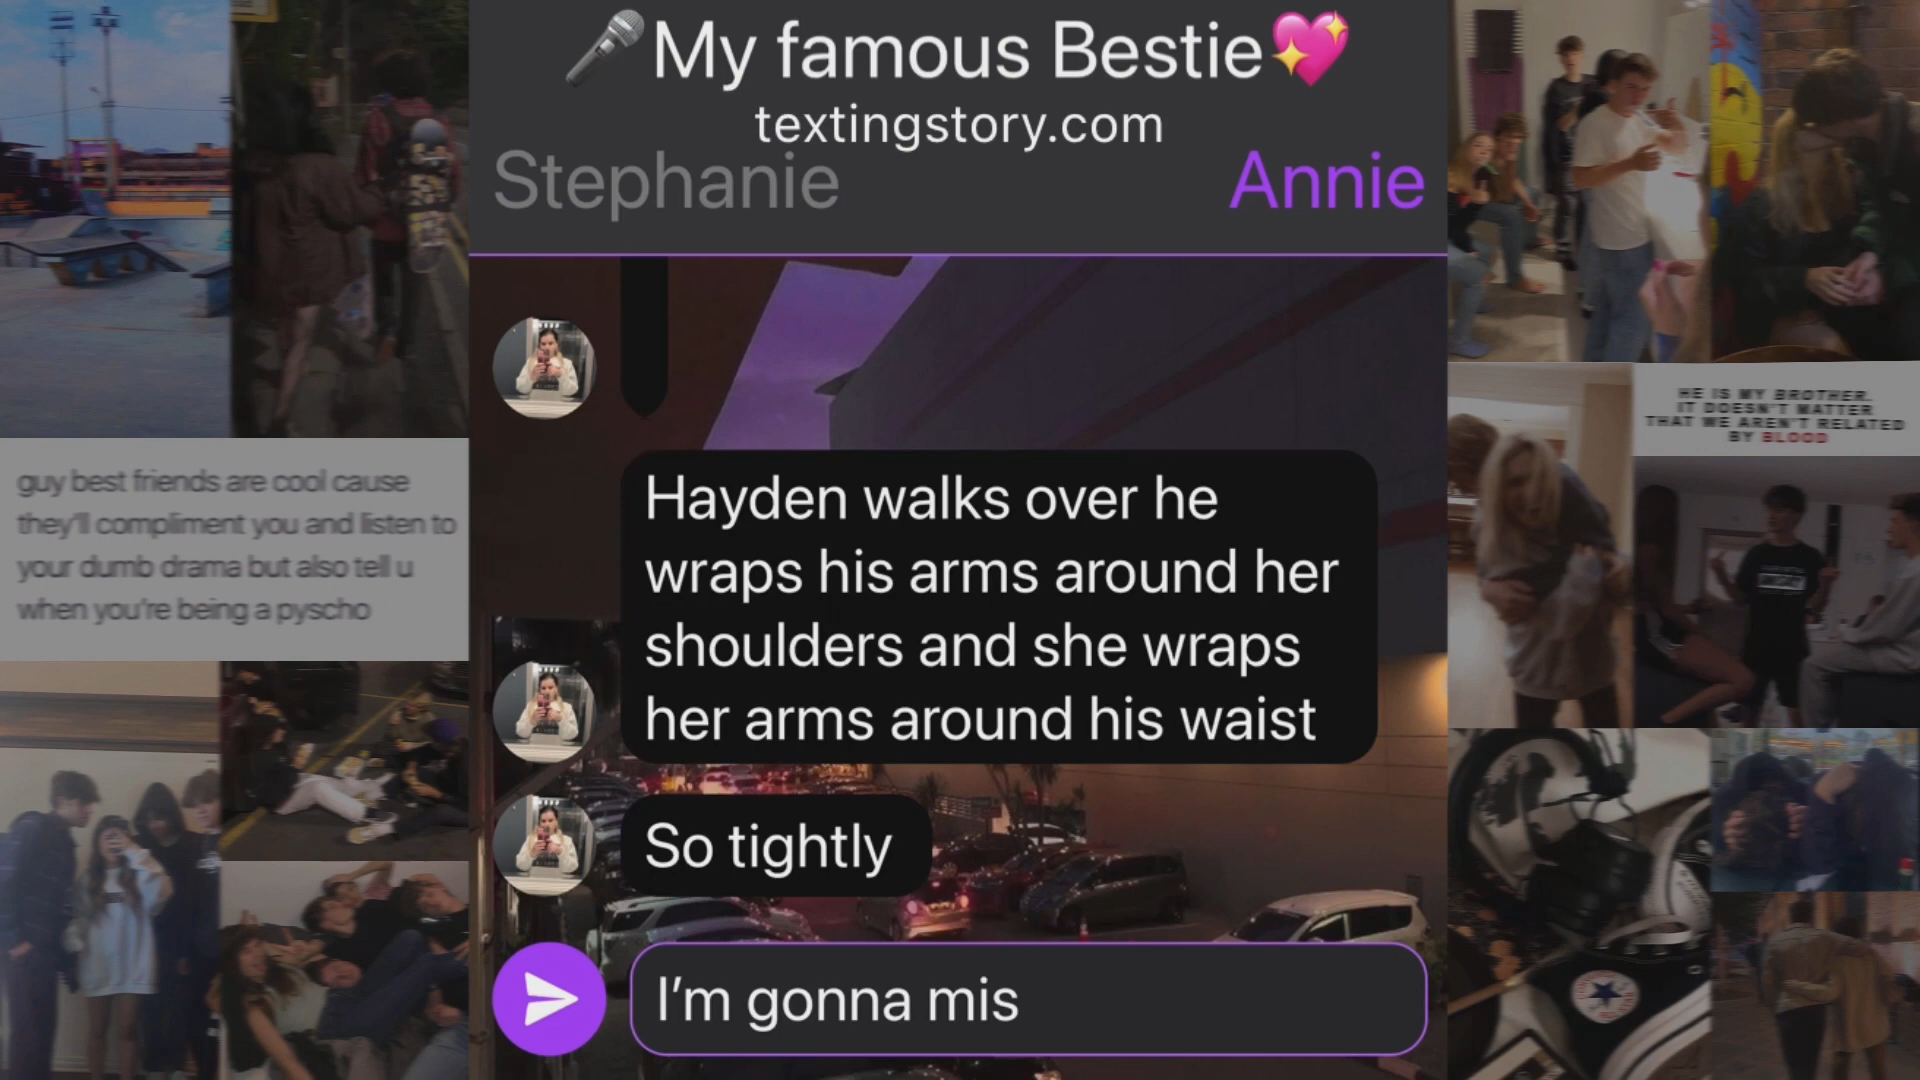 🎤My famous Bestie💖
textingstory.com
Stephanie
Annie
guy best friends are cool cause
they'll compliment you and listen to
your dumb drama but also tell u
when you're being a pyscho
Hayden walks over he
wraps his arms around her
shoulders and she wraps
her arms around his waist
So tightly
I'm gonna mis
HE IS MY BROTHER.
IT DOESN'T MATTER
THAT WE AREN'T RELATED
BY BLOOD